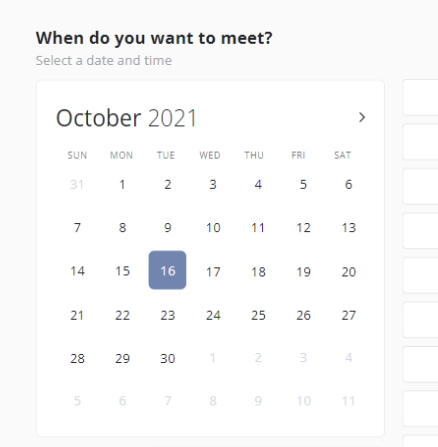 When do you want to meet?
Select a date and time
October 2021
SUN MON TUE WED THU FRI SAT
31 1 2 3 4 5 6
7 8 9 10 11 12 13
14 15 16 17 18 19 20
21 22 23 24 25 26 27
28 29 30 1 2 3 4
5 6 7 8 9 10 11